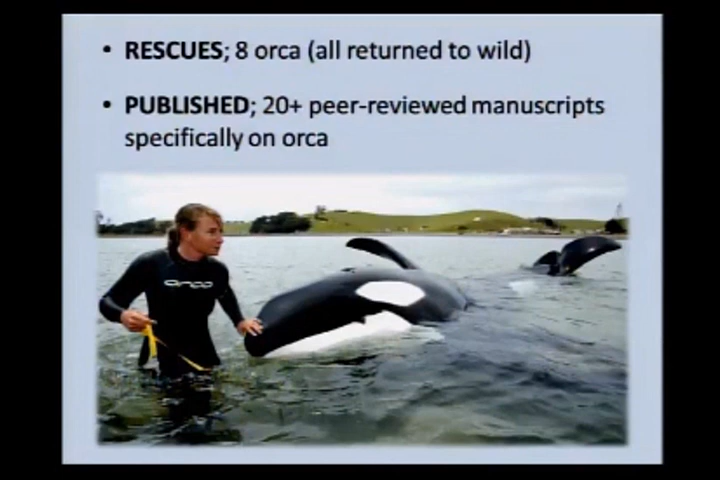 • RESCUES; 8 orca (all returned to wild)
• PUBLISHED; 20+ peer-reviewed manuscripts
specifically on orca
orca